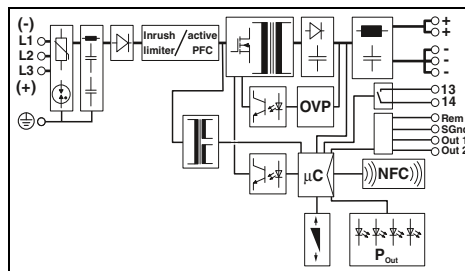 (-)
L1
L2
L3
(+)
Inrush / active
limiter / PFC
+
+
-
-
-
OVP
13
14
Rem
SGnd
Out 1
Out 2
µC
NFC
P Out